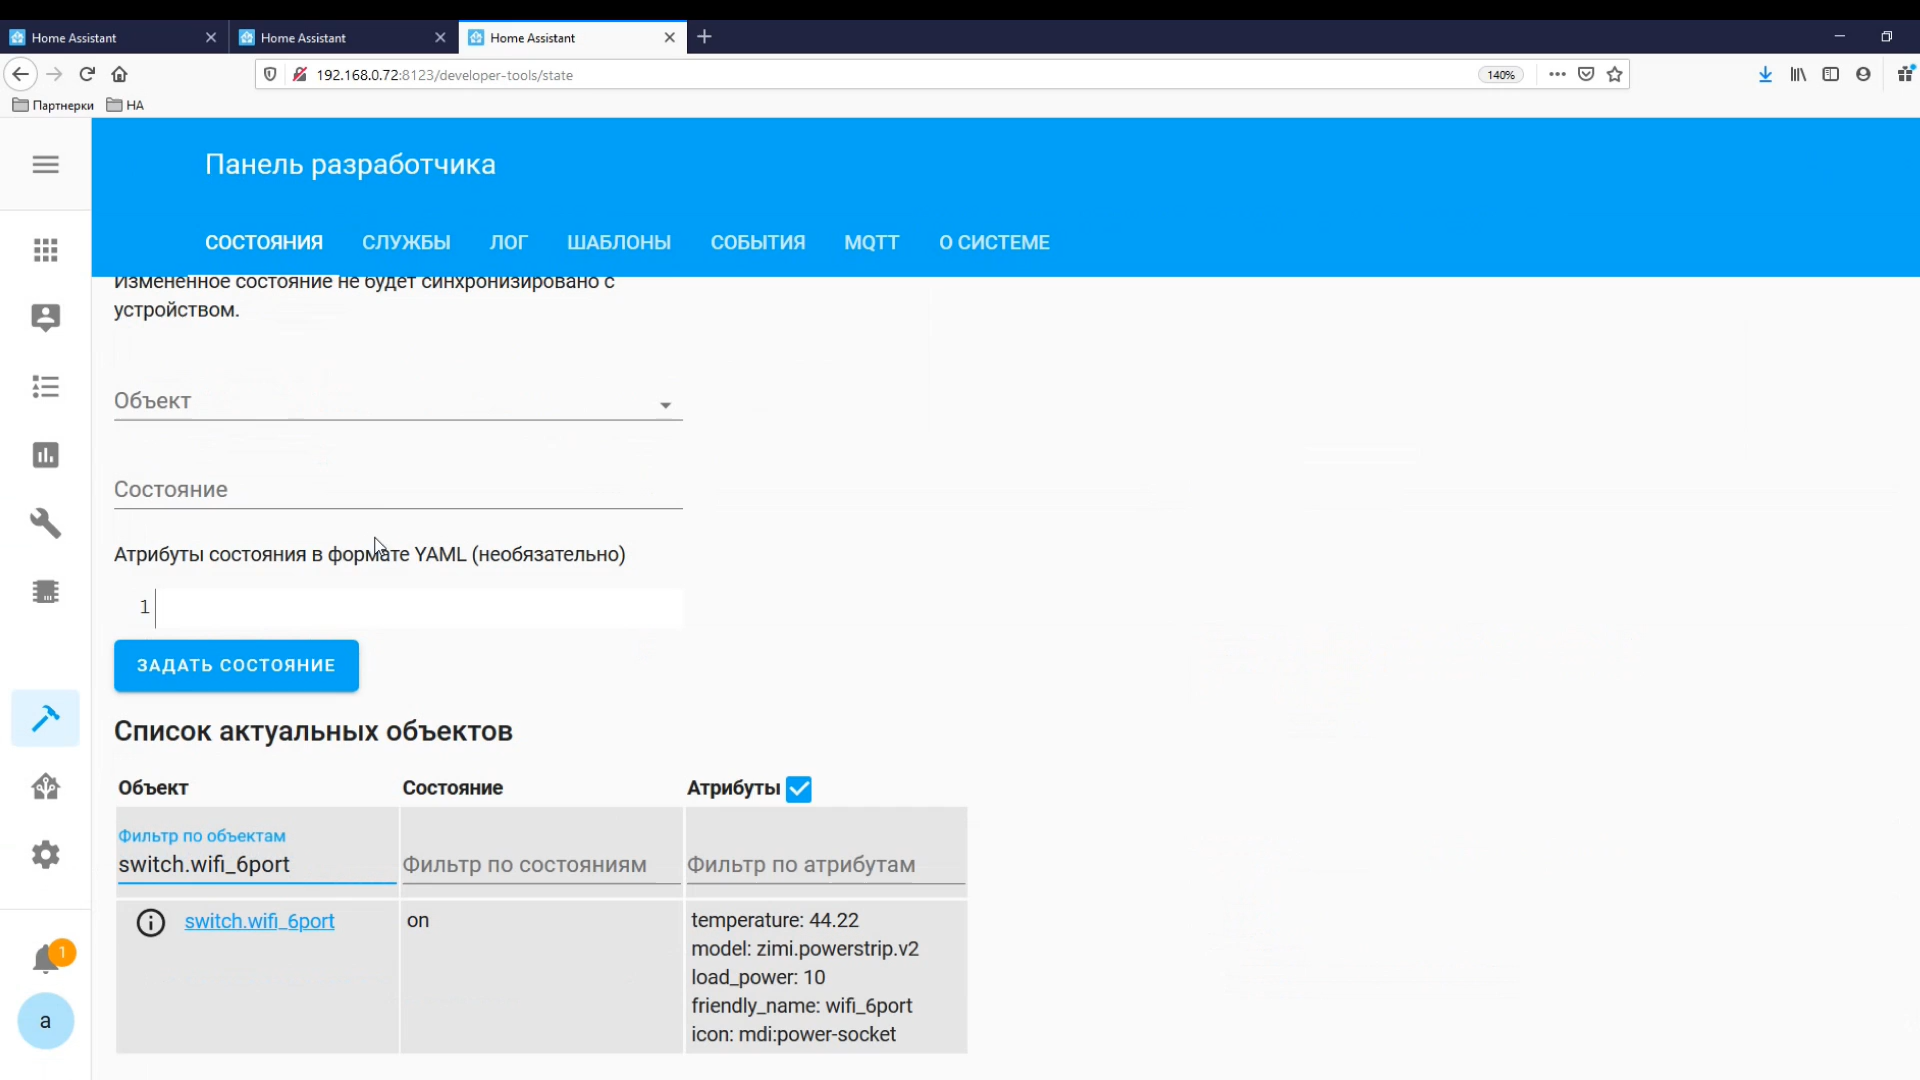 Home Assistant
Home Assistant
Home Assistant
192.168.0.72:8123/developer-tools/state
140%
Партнерки
HA
Панель разработчика
СОСТОЯНИЯ
СЛУЖБЫ
ЛОГ
ШАБЛОНЫ
СОБЫТИЯ
MQTT
О СИСТЕМЕ
Измененное состояние не будет синхронизировано с
устройством.
Объект
Состояние
Атрибуты состояния в формате YAML (необязательно)
1
ЗАДАТЬ СОСТОЯНИЕ
Список актуальных объектов
Объект
Состояние
Атрибуты
Фильтр по объектам
switch.wifi_6port
Фильтр по состояниям
Фильтр по атрибутам
switch.wifi_6port
on
temperature: 44.22
model: zimi.powerstrip.v2
load_power: 10
friendly_name: wifi_6port
icon: mdi:power-socket
1
a